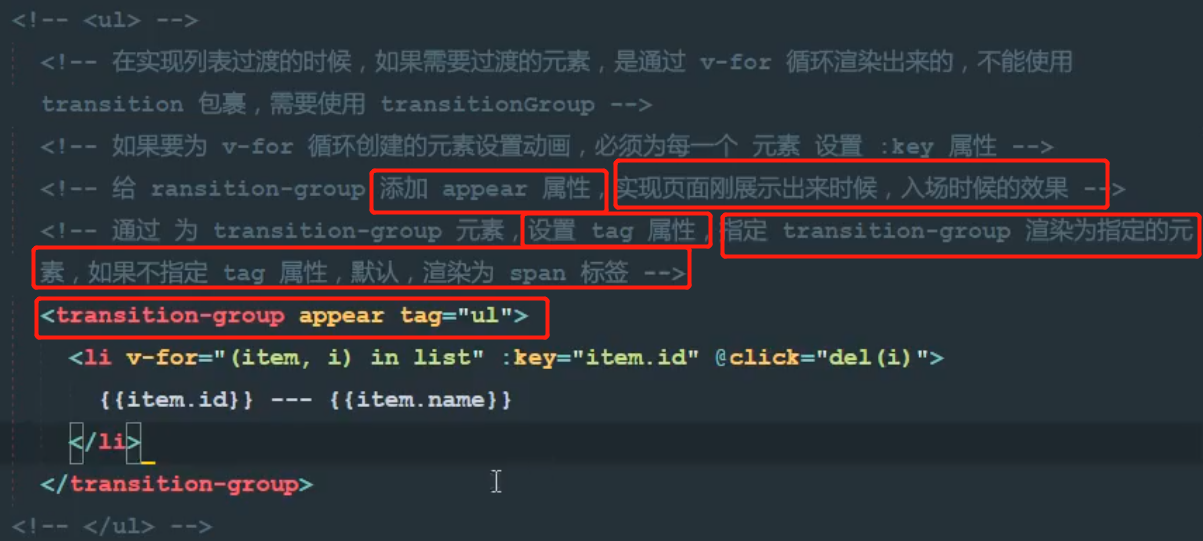 <!-- <ul> -->
<!-- 在实现列表过渡的时候，如果需要过渡的元素，是通过 v-for 循环渲染出来的，不能使用
transition 包裹，需要使用 transitionGroup -->
<!-- 如果要为 v-for 循环创建的元素设置动画，必须为每一个 元素 设置 :key 属性 -->
<!-- 给 ransition-group 添加 appear 属性，实现页面刚展示出来时候，入场时候的效果 -->
<!-- 通过 为 transition-group 元素，设置 tag 属性，指定 transition-group 渲染为指定的元
素，如果不指定 tag 属性，默认，渲染为 span 标签 -->
<transition-group appear tag="ul">
<li v-for="(item, i) in list" :key="item.id" @click="del(i)">
{{item.id}} --- {{item.name}}
</li>
</transition-group>
<!-- </ul> -->